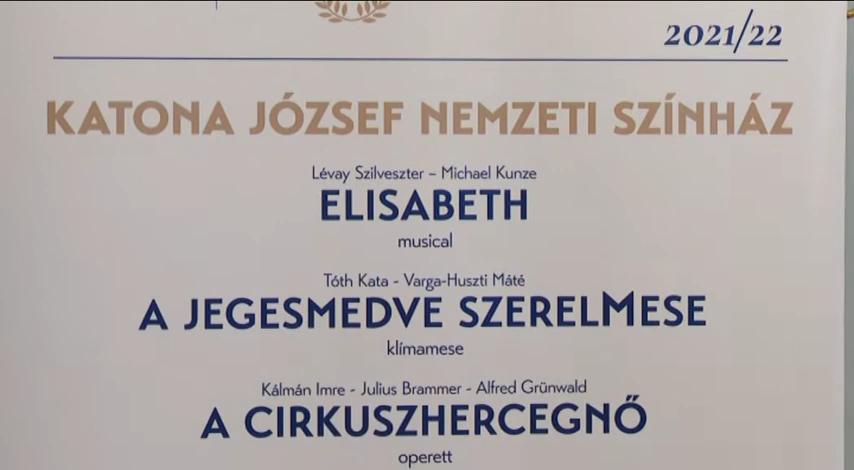 2021/22
KATONA JÓZSEF NEMZETI SZÍNHÁZ
Lévay Szilveszter – Michael Kunze
ELISABETH
musical
Tóth Kata - Varga-Huszti Máté
A JEGESMEDVE SZERELMESE
klímamese
Kálmán Imre - Julius Brammer - Alfred Grünwald
A CIRKUSZHERCEGNŐ
operett